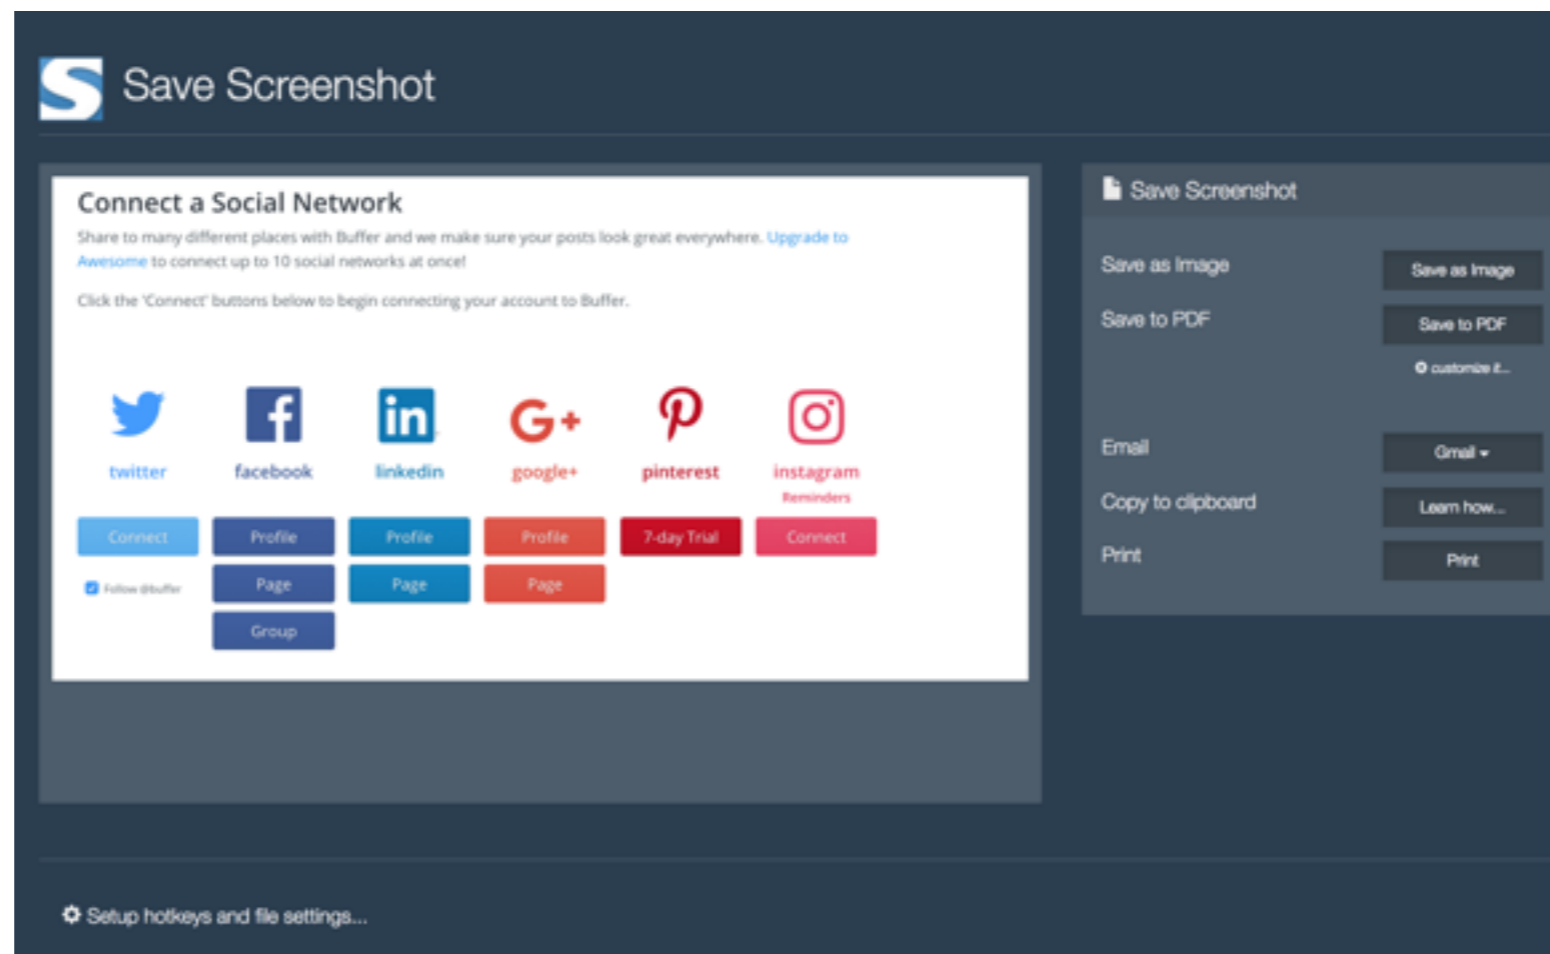 Save Screenshot
Connect a Social Network
Share to many different places with Buffer and we make sure your posts look great everywhere. Upgrade to
Awesome to connect up to 10 social networks at once!
Click the 'Connect' buttons below to begin connecting your account to Buffer.
twitter facebook linkedin google+ pinterest instagram
Reminders
Connect Profile Profile Profile 7-day Trial Connect
Follow @buffer Page Page Page
Group
Save Screenshot
Save as Image Save as Image
Save to PDF Save to PDF
customize it...
Email Gmail
Copy to clipboard Learn how...
Print Print
Setup hotkeys and file settings...